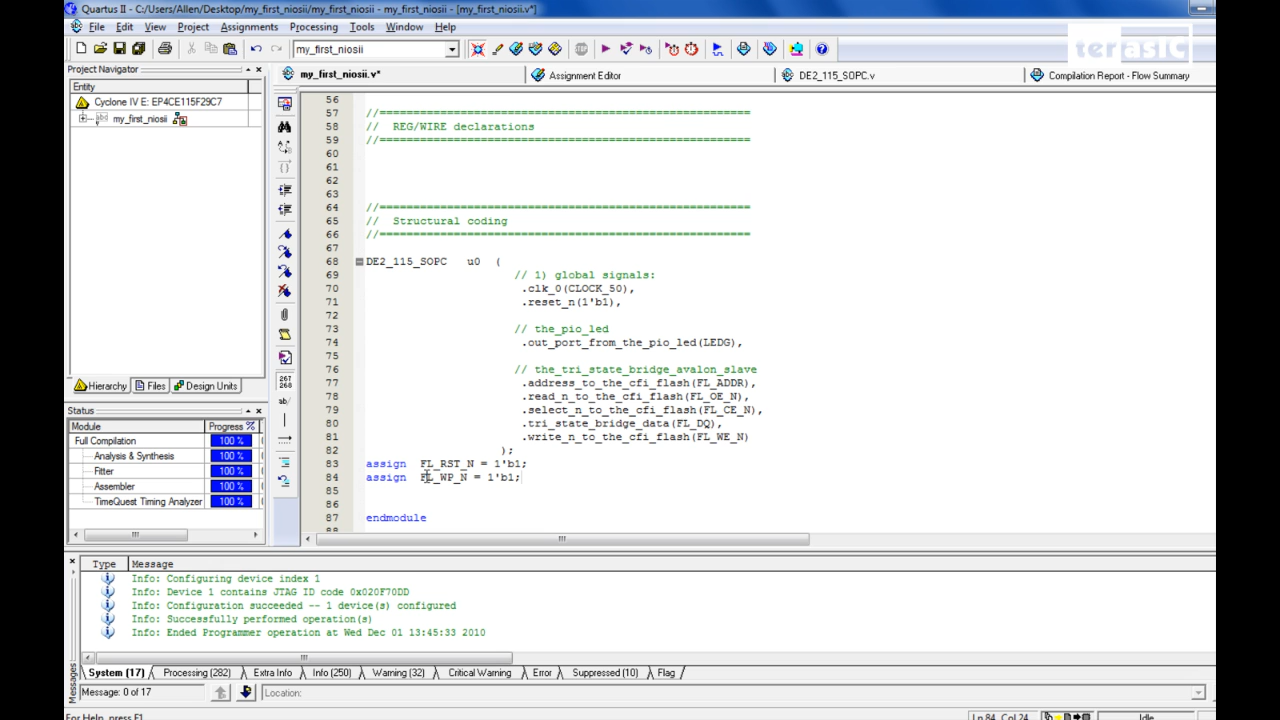 Quartus II - C:/Users/Allen/Desktop/my_first_niosii/my_first_niosii - my_first_niosii - [my_first_niosii.v*]
File Edit View Project Assignments Processing Tools Window Help
my_first_niosii
terasic
Project Navigator
my_first_niosii.v*
Assignment Editor
DE2_115_SOPC.v
Compilation Report - Flow Summary
Entity
Cyclone IV E: EP4CE115F29C7
my_first_niosii
Hierarchy Files Design Units
Status
Module Progress %
Full Compilation 100 %
Analysis & Synthesis 100 %
Fitter 100 %
Assembler 100 %
TimeQuest Timing Analyzer 100 %
267
268
ab/
56
57 //=========================================================
58 // REG/WIRE declarations
59 //=========================================================
60
61
62
63
64 //=========================================================
65 // Structural coding
66 //=========================================================
67
68 DE2_115_SOPC u0 (
69 // 1) global signals:
70 .clk_0(CLOCK_50),
71 .reset_n(1'b1),
72
73 // the_pio_led
74 .out_port_from_the_pio_led(LEDG),
75
76 // the_tri_state_bridge_avalon_slave
77 .address_to_the_cfi_flash(FL_ADDR),
78 .read_n_to_the_cfi_flash(FL_OE_N),
79 .select_n_to_the_cfi_flash(FL_CE_N),
80 .tri_state_bridge_data(FL_DQ),
81 .write_n_to_the_cfi_flash(FL_WE_N)
82 );
83 assign FL_RST_N = 1'b1;
84 assign FL_WP_N = 1'b1;
85
86
87 endmodule
88
Type Message
Info: Configuring device index 1
Info: Device 1 contains JTAG ID code 0x020F70DD
Info: Configuration succeeded -- 1 device(s) configured
Info: Successfully performed operation(s)
Info: Ended Programmer operation at Wed Dec 01 13:45:33 2010
System (17) Processing (282) Extra Info Info (250) Warning (32) Critical Warning Error Suppressed (10) Flag
Messages
Message: 0 of 17
Location:
For Help, press F1
Ln 84, Col 24
Idle